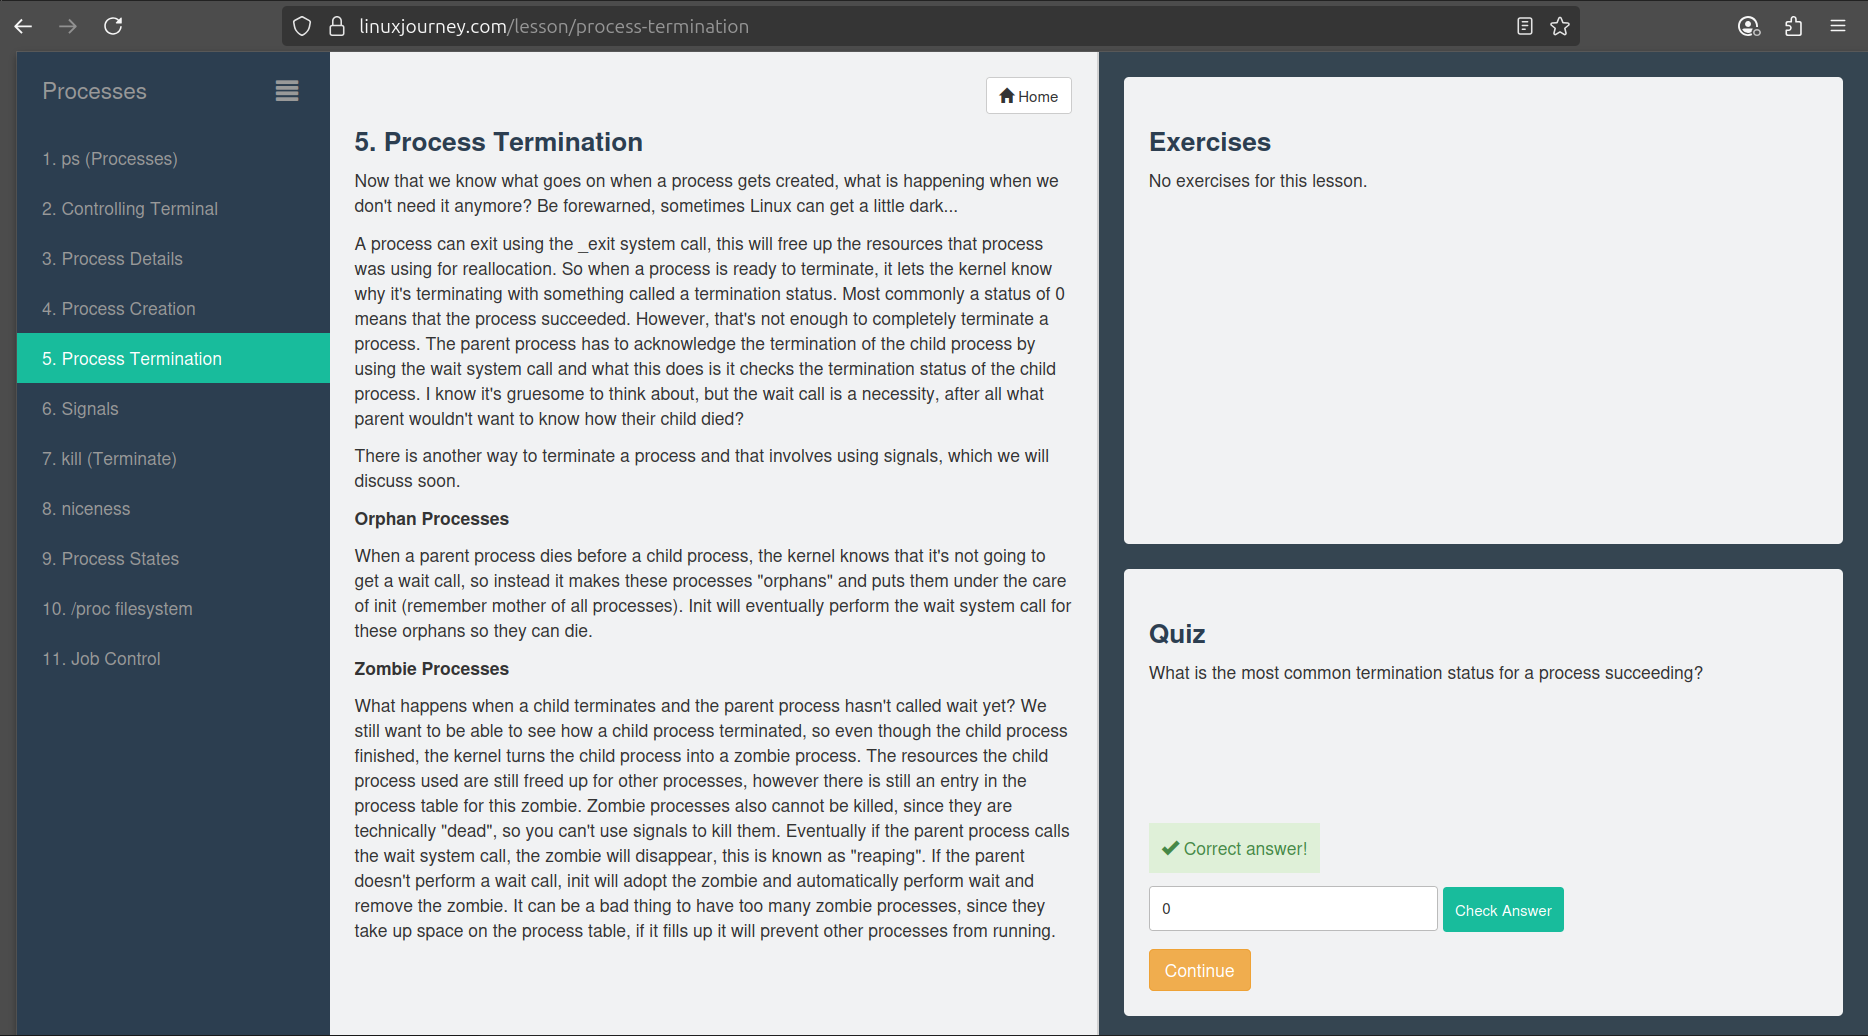 linuxjourney.com/lesson/process-termination
Processes
1. ps (Processes)
2. Controlling Terminal
3. Process Details
4. Process Creation
5. Process Termination
6. Signals
7. kill (Terminate)
8. niceness
9. Process States
10. /proc filesystem
11. Job Control
Home
5. Process Termination
Now that we know what goes on when a process gets created, what is happening when we
don't need it anymore? Be forewarned, sometimes Linux can get a little dark...
A process can exit using the _exit system call, this will free up the resources that process
was using for reallocation. So when a process is ready to terminate, it lets the kernel know
why it's terminating with something called a termination status. Most commonly a status of 0
means that the process succeeded. However, that's not enough to completely terminate a
process. The parent process has to acknowledge the termination of the child process by
using the wait system call and what this does is it checks the termination status of the child
process. I know it's gruesome to think about, but the wait call is a necessity, after all what
parent wouldn't want to know how their child died?
There is another way to terminate a process and that involves using signals, which we will
discuss soon.
Orphan Processes
When a parent process dies before a child process, the kernel knows that it's not going to
get a wait call, so instead it makes these processes "orphans" and puts them under the care
of init (remember mother of all processes). Init will eventually perform the wait system call for
these orphans so they can die.
Zombie Processes
What happens when a child terminates and the parent process hasn't called wait yet? We
still want to be able to see how a child process terminated, so even though the child process
finished, the kernel turns the child process into a zombie process. The resources the child
process used are still freed up for other processes, however there is still an entry in the
process table for this zombie. Zombie processes also cannot be killed, since they are
technically "dead", so you can't use signals to kill them. Eventually if the parent process calls
the wait system call, the zombie will disappear, this is known as "reaping". If the parent
doesn't perform a wait call, init will adopt the zombie and automatically perform wait and
remove the zombie. It can be a bad thing to have too many zombie processes, since they
take up space on the process table, if it fills up it will prevent other processes from running.
Exercises
No exercises for this lesson.
Quiz
What is the most common termination status for a process succeeding?
Correct answer!
0
Check Answer
Continue